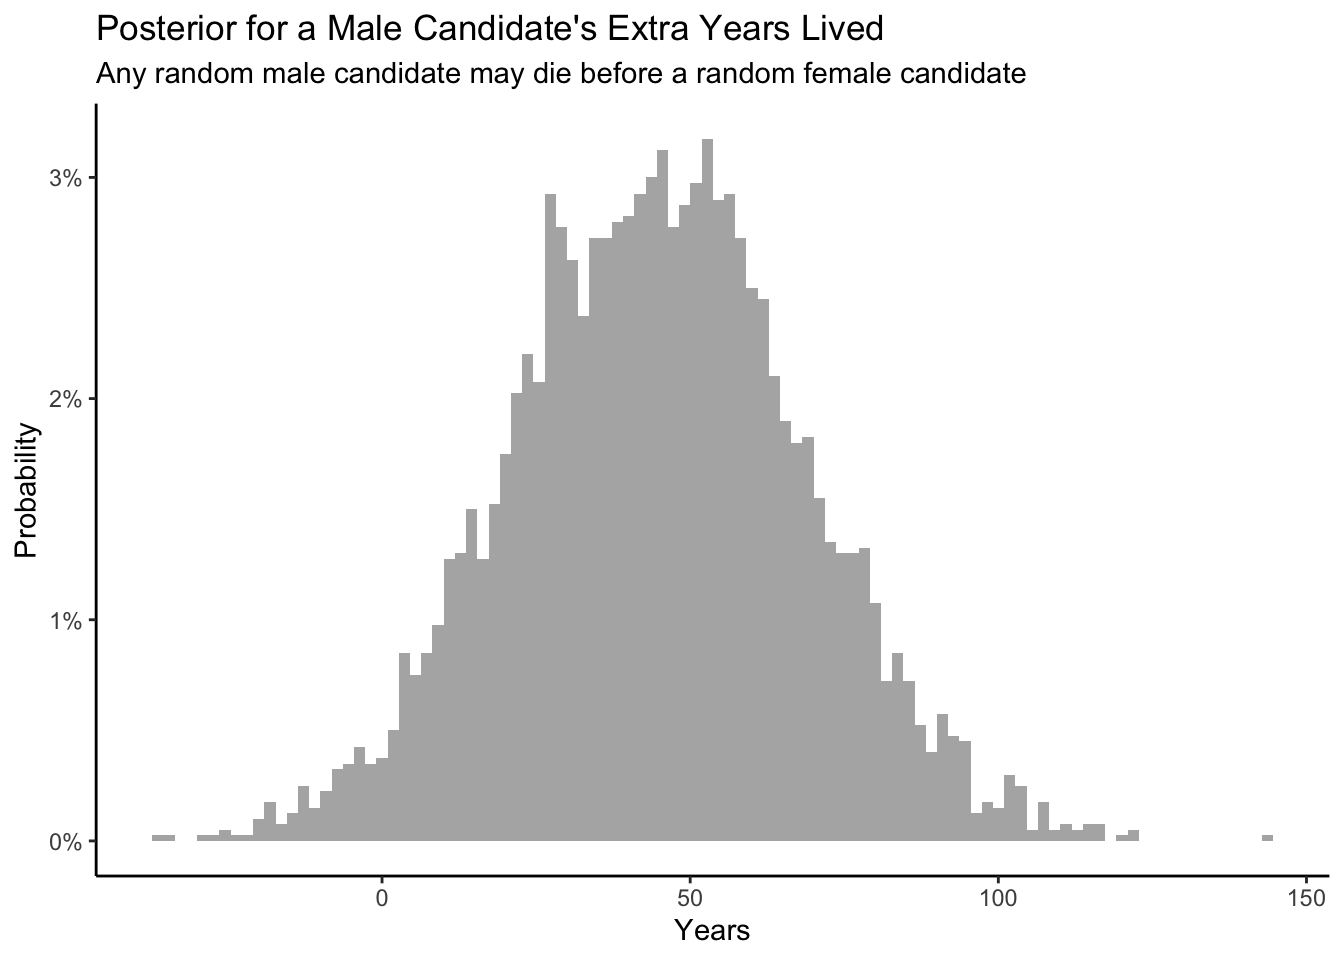 Posterior for a Male Candidate's Extra Years Lived
Any random male candidate may die before a random female candidate
3%
2%
1%
0%
Probability
0 50 100 150
Years